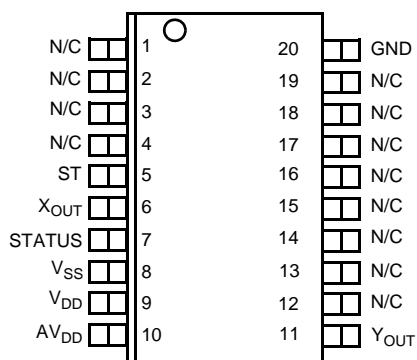 N/C 1 20 GND
N/C 2 19 N/C
N/C 3 18 N/C
N/C 4 17 N/C
ST 5 16 N/C
XOUT 6 15 N/C
STATUS 7 14 N/C
VSS 8 13 N/C
VDD 9 12 N/C
AVDD 10 11 YOUT